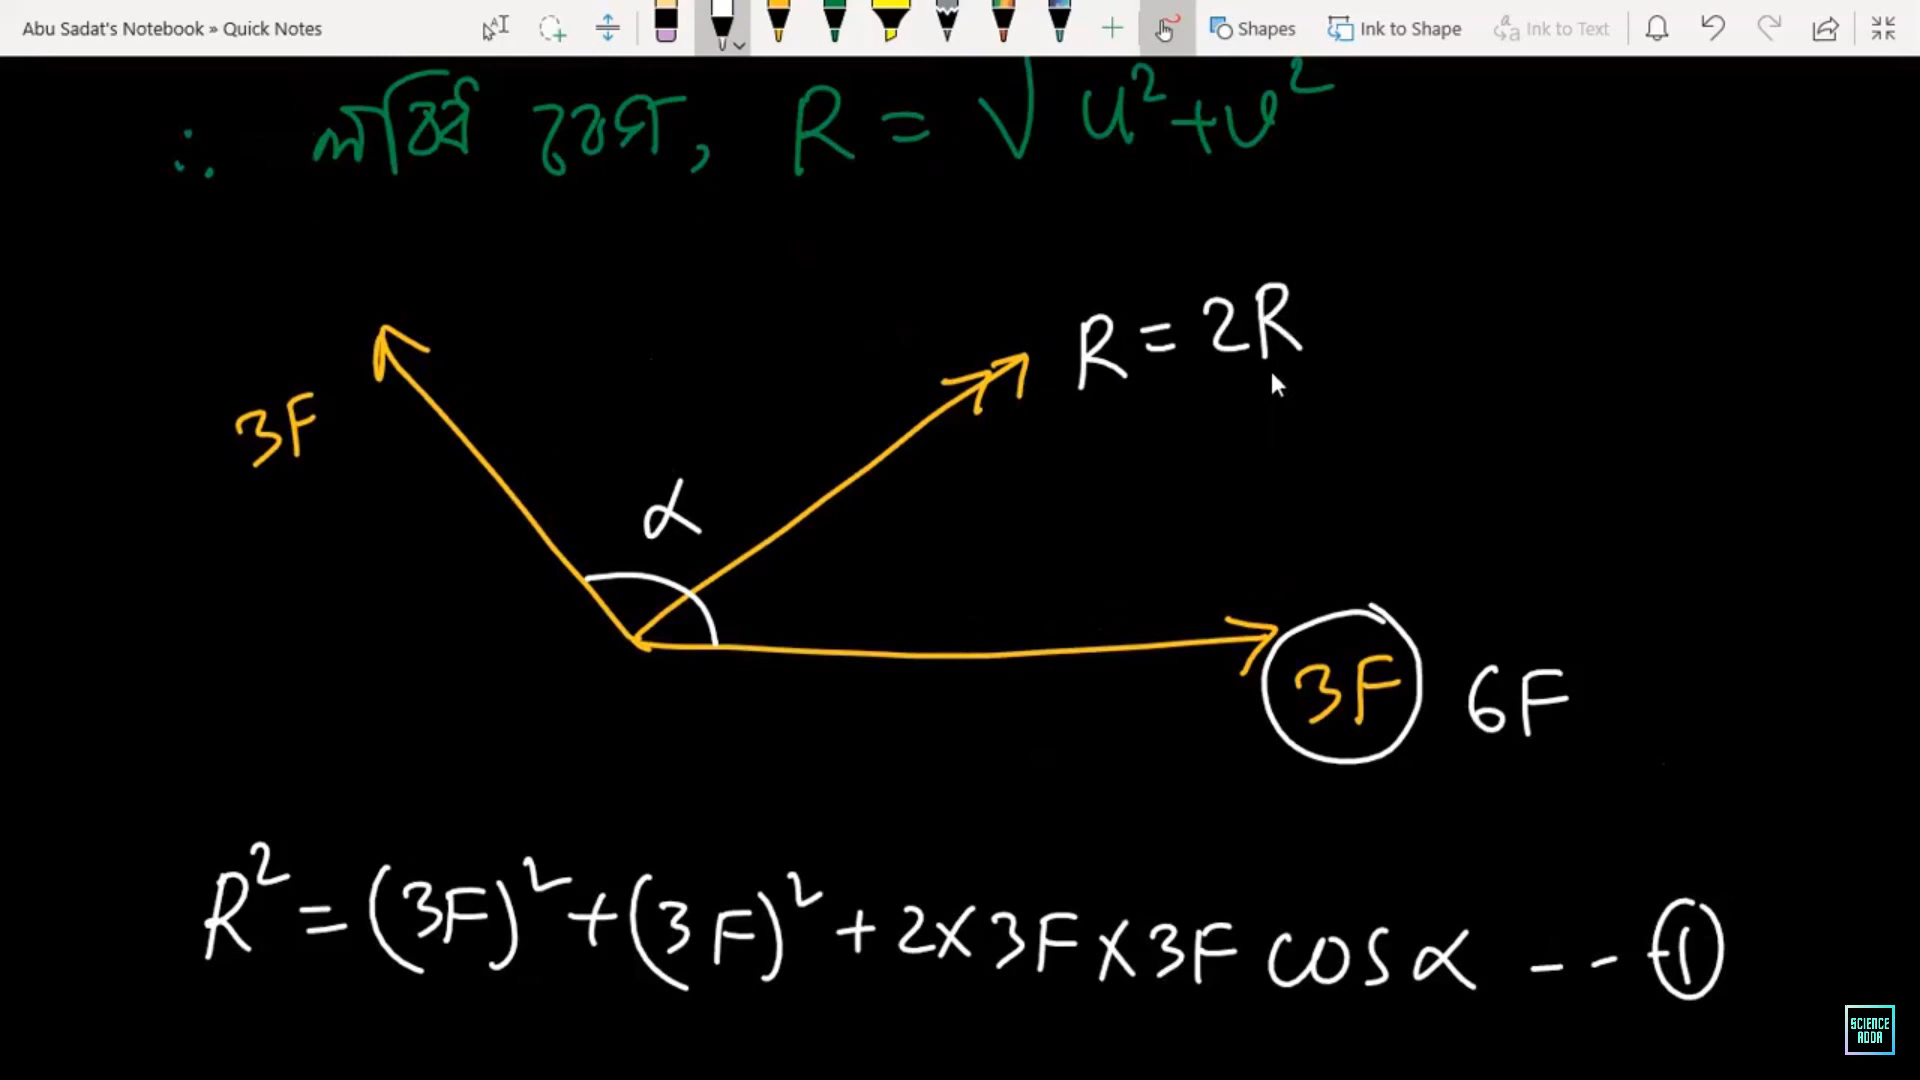 Abu Sadat's Notebook » Quick Notes
Shapes
Ink to Shape
Ink to Text
∴ লব্ধি বেগ, R = √u²+v²
R = 2R
3F
α
3F 6F
R² = (3F)² + (3F)² + 2×3F×3F cosα -- ①
SCIENCE
ADDA